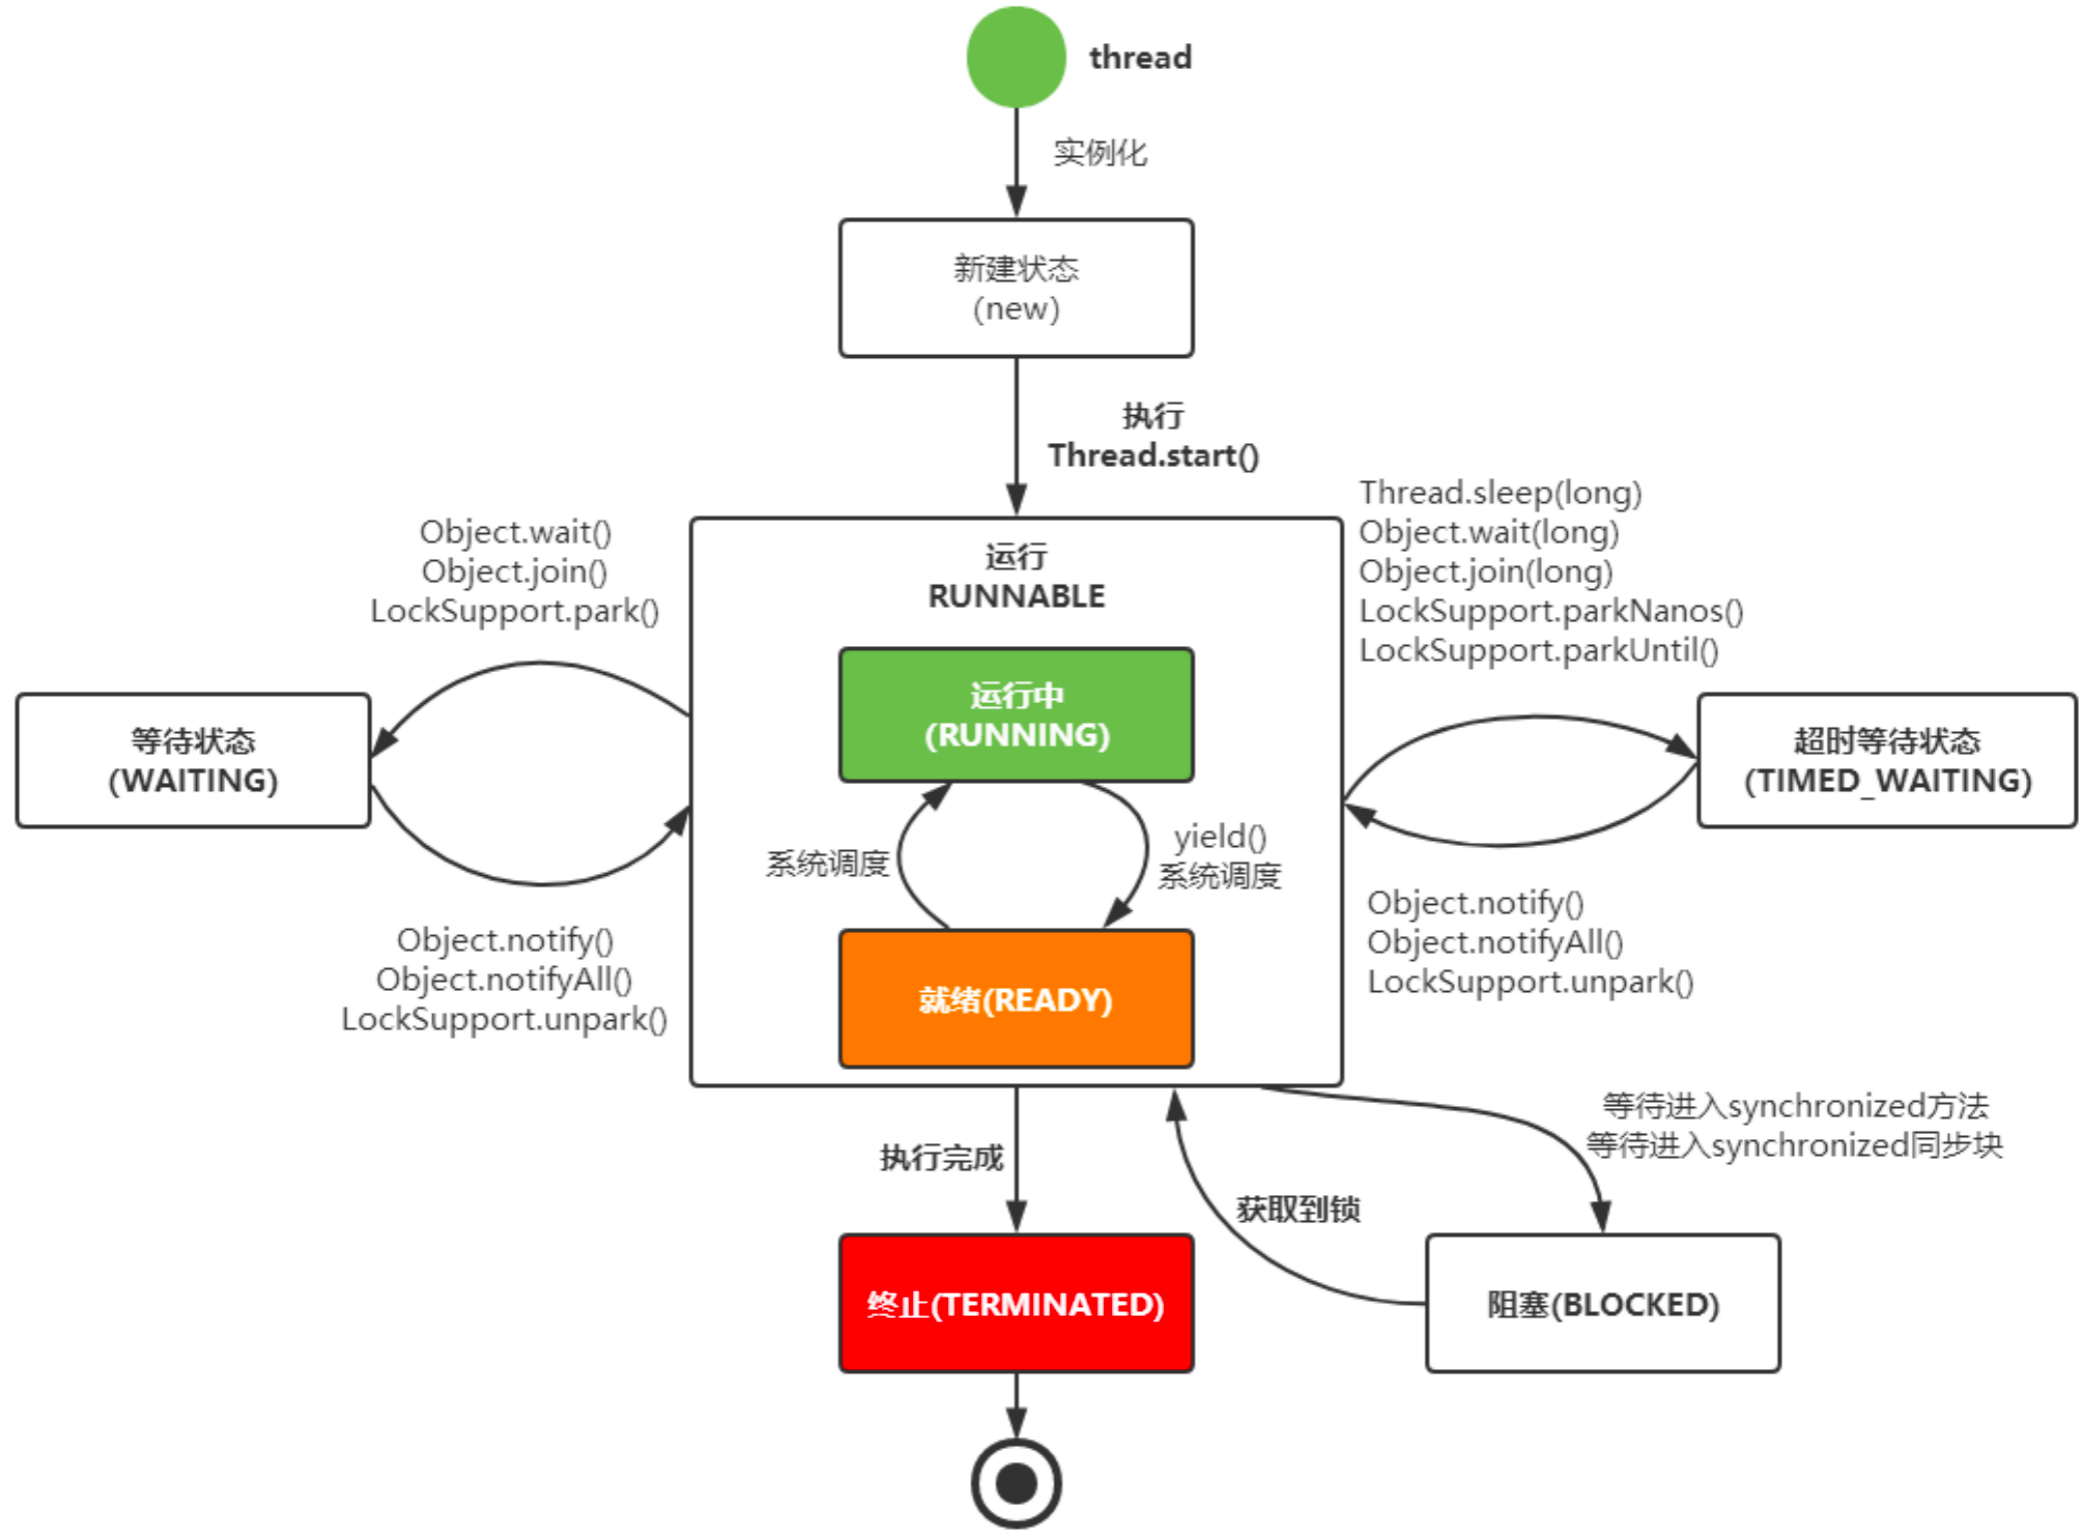 thread
实例化
新建状态
(new)
执行
Thread.start()
Object.wait()
Object.join()
LockSupport.park()
Thread.sleep(long)
Object.wait(long)
Object.join(long)
LockSupport.parkNanos()
LockSupport.parkUntil()
运行
RUNNABLE
运行中
(RUNNING)
等待状态
(WAITING)
超时等待状态
(TIMED_WAITING)
系统调度
yield()
系统调度
Object.notify()
Object.notifyAll()
LockSupport.unpark()
Object.notify()
Object.notifyAll()
LockSupport.unpark()
就绪(READY)
执行完成
等待进入synchronized方法
等待进入synchronized同步块
获取到锁
终止(TERMINATED)
阻塞(BLOCKED)